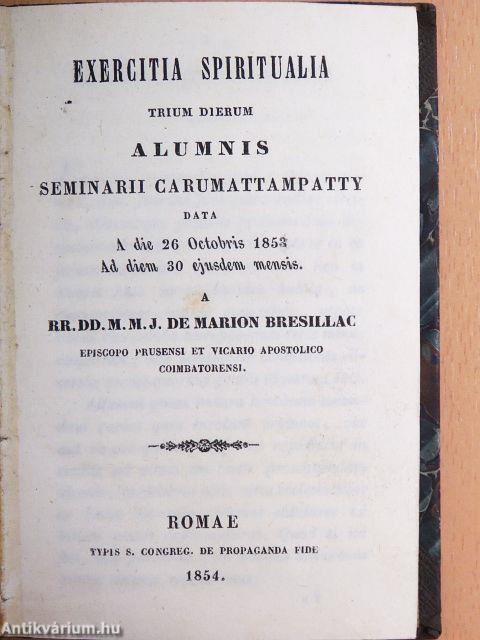 EXERCITIA SPIRITUALIA
TRIUM DIERUM
ALUMNIS
SEMINARII CARUMATTAMPATTY
DATA
A die 26 Octobris 1853
Ad diem 30 ejusdem mensis.
A
RR. DD. M. M. J. DE MARION BRESILLAC
EPISCOPO PRUSENSI ET VICARIO APOSTOLICO
COIMBATORENSI.
ROMAE
TYPIS S. CONGREG. DE PROPAGANDA FIDE
1854.
Antikvárium.hu